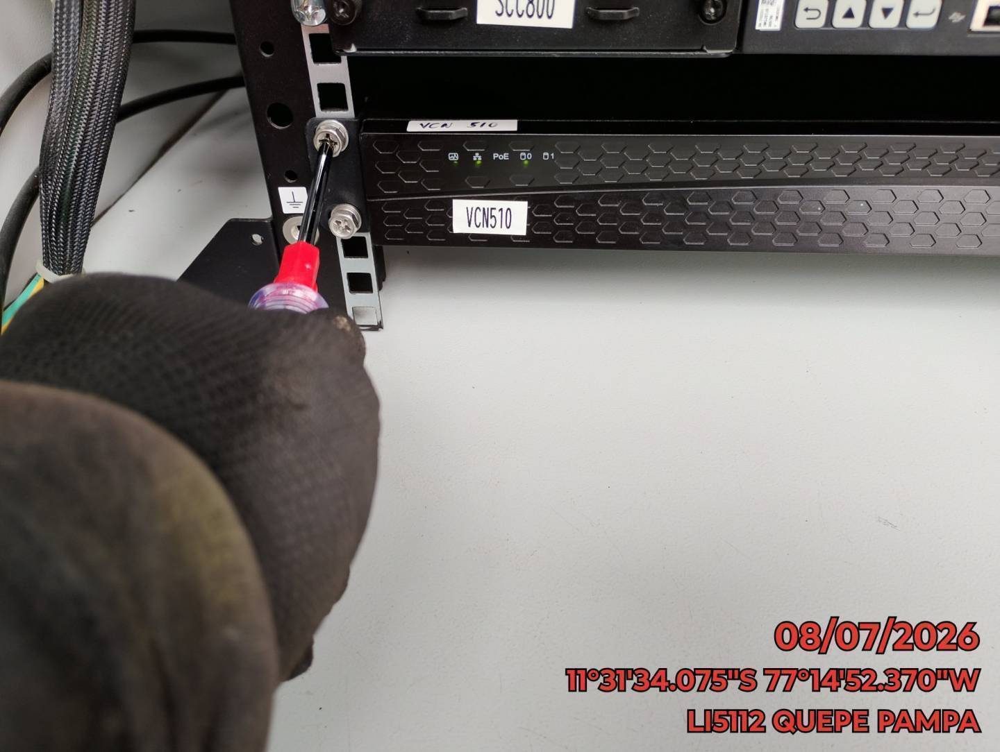 SCC800
VCN 510
PoE
0
1
VCN510
08/07/2026
11°31'34.075"S 77°14'52.370"W
LI5112 QUEPE PAMPA